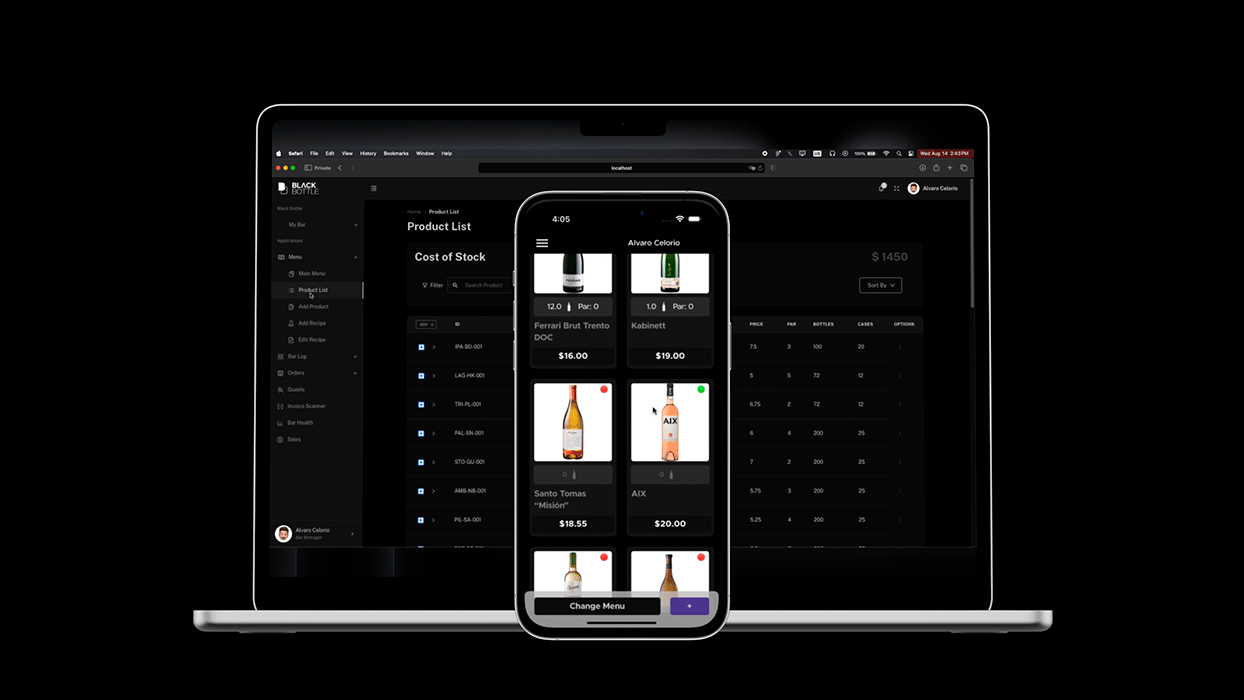 Safari File Edit View History Bookmarks Window Help
100%
Wed Aug 14 2:43PM
Private
localhost
BLACK
BOTTLE
Alvaro Celorio
Black Bottle
My Bar
Applications
Menu
Main Menu
Product List
Add Product
Add Recipe
Edit Recipe
Bar Log
Orders
Guests
Invoice Scanner
Bar Health
Sales
Alvaro Celorio
Bar Manager
Home / Product List
Product List
Cost of Stock
$ 1450
Filter
Search Product
Sort By
ID
PRICE PAR BOTTLES CASES OPTIONS
IPA-BD-001
7.5 3 100 20
LAG-HK-001
5 5 72 12
TRI-PL-001
6.75 2 72 12
PAL-SN-001
6 4 200 25
STO-GU-001
7 2 200 25
AMB-NB-001
5.75 3 200 25
PIL-SA-001
5.25 4 200 25
4:05
Alvaro Celorio
12.0 Par: 0
Ferrari Brut Trento
DOC
$16.00
1.0 Par: 0
Kabinett
$19.00
0
Santo Tomas
“Misión”
$18.55
AIX
0
AIX
$20.00
Change Menu
+